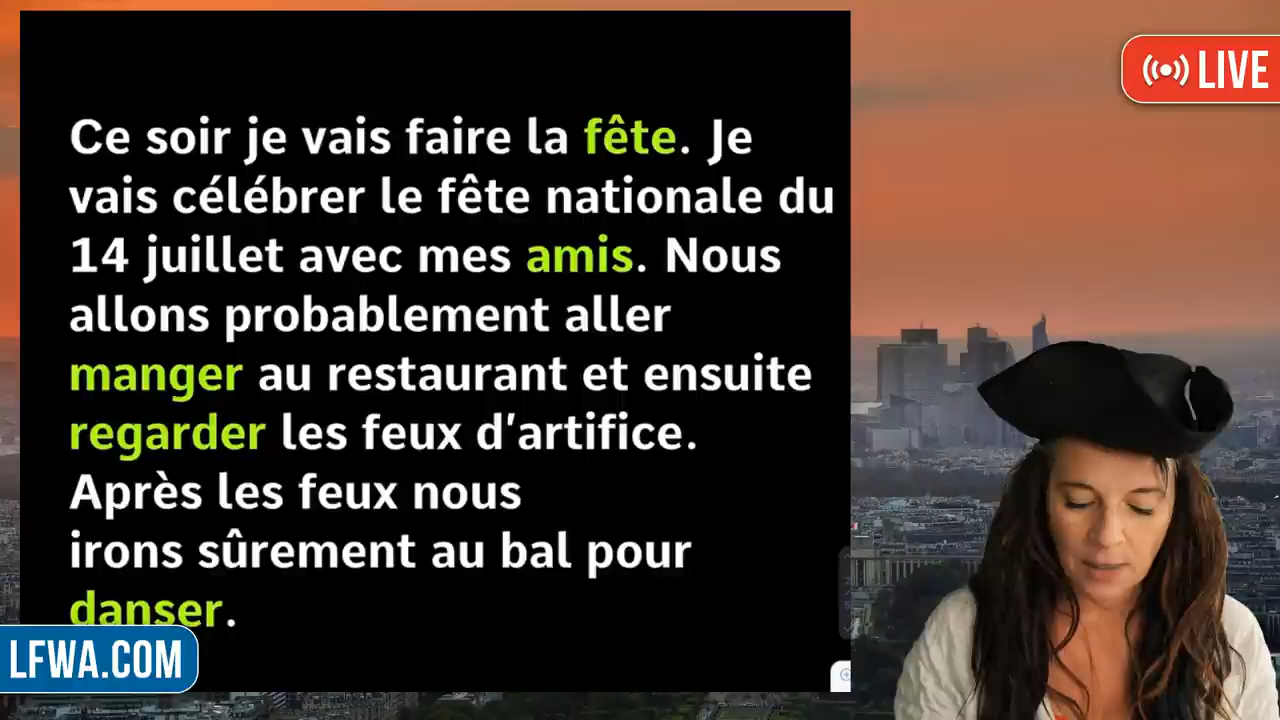 Ce soir je vais faire la fête. Je
vais célébrer le fête nationale du
14 juillet avec mes amis. Nous
allons probablement aller
manger au restaurant et ensuite
regarder les feux d'artifice.
Après les feux nous
irons sûrement au bal pour
danser.
LFWA.COM
LIVE